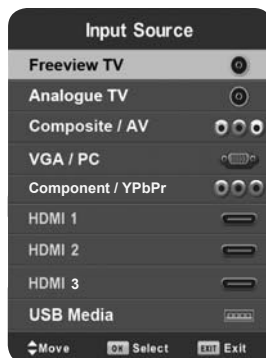 Input Source
Freeview TV
Analogue TV
Composite / AV
VGA / PC
Component / YPbPr
HDMI 1
HDMI 2
HDMI 3
USB Media
Move OK Select EXIT Exit